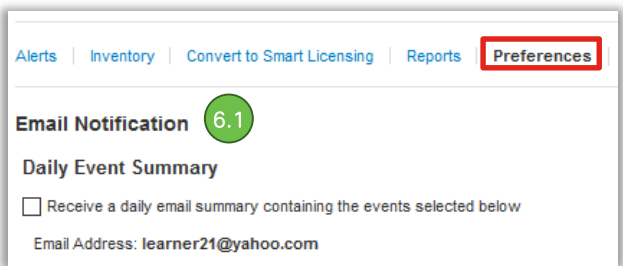 Alerts | Inventory | Convert to Smart Licensing | Reports | Preferences |
Email Notification 6.1
Daily Event Summary
Receive a daily email summary containing the events selected below
Email Address: learner21@yahoo.com